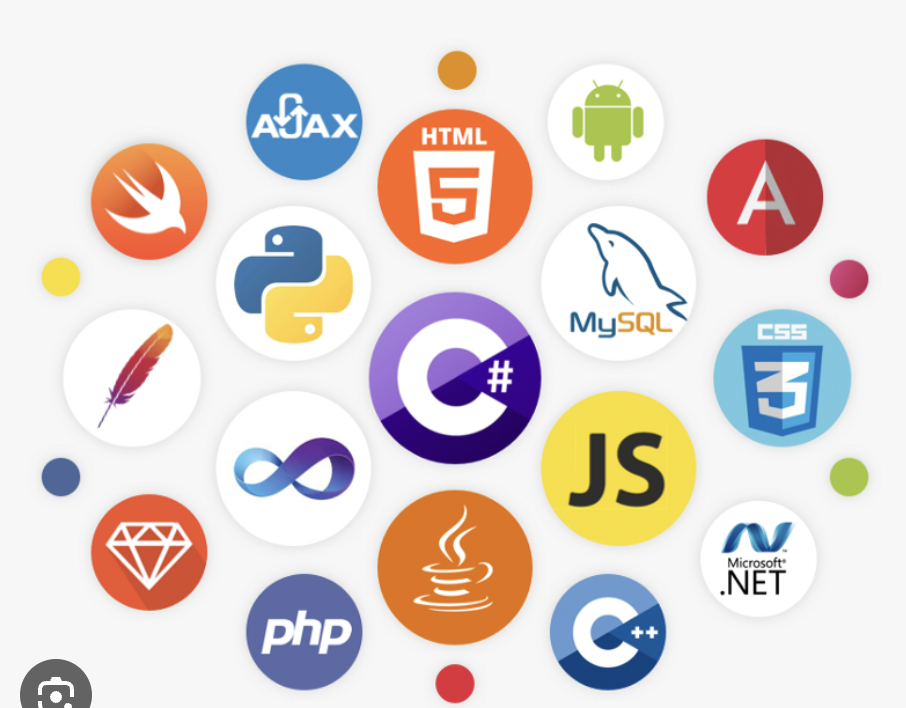 AJAX
HTML
5
A
MySQL
C#
CSS
3
JS
Microsoft®
.NET
php
C++